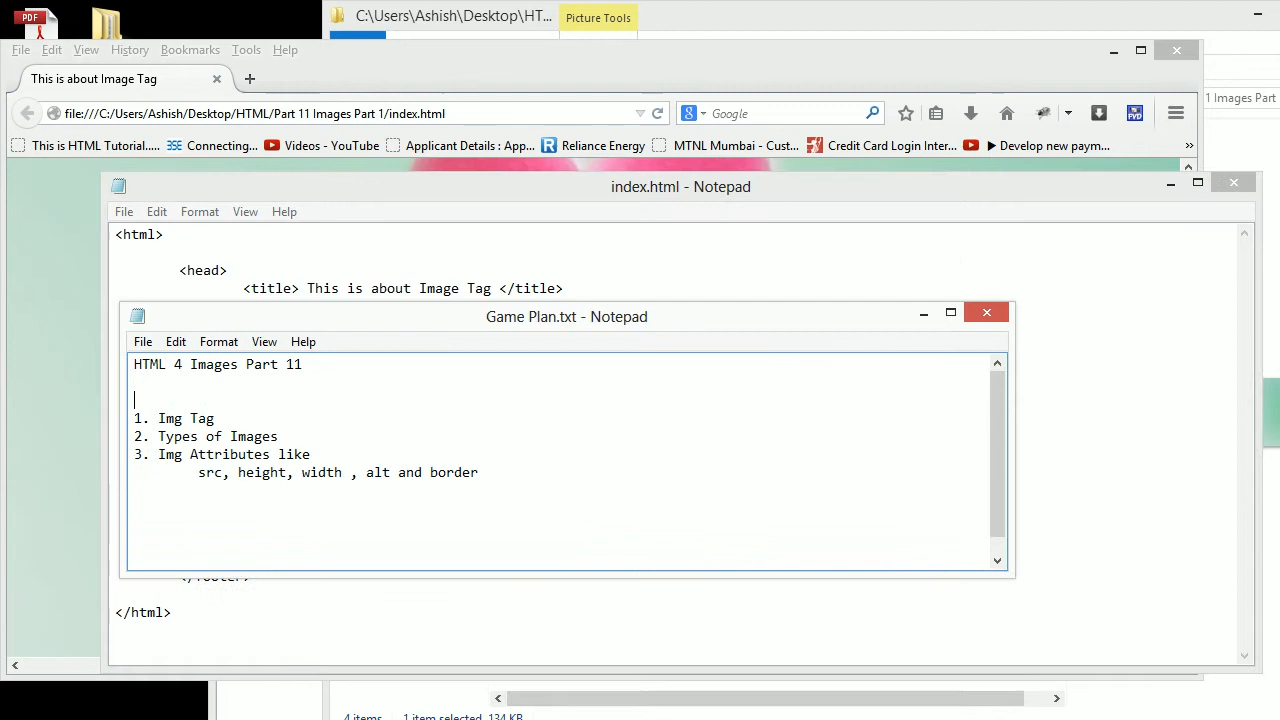 PDF
C:\Users\Ashish\Desktop\HT...
Picture Tools
File Edit View History Bookmarks Tools Help
This is about Image Tag
file:///C:/Users/Ashish/Desktop/HTML/Part 11 Images Part 1/index.html
Google
FVD
1 Images Part
This is HTML Tutorial.....
Connecting...
Videos - YouTube
Applicant Details : App...
Reliance Energy
MTNL Mumbai - Cust...
Credit Card Login Inter...
Develop new paym...
index.html - Notepad
File Edit Format View Help
<html>
<head>
<title> This is about Image Tag </title>
Game Plan.txt - Notepad
File Edit Format View Help
HTML 4 Images Part 11
1. Img Tag
2. Types of Images
3. Img Attributes like
src, height, width , alt and border
</footer>
</html>
4 items 1 item selected 134 KB